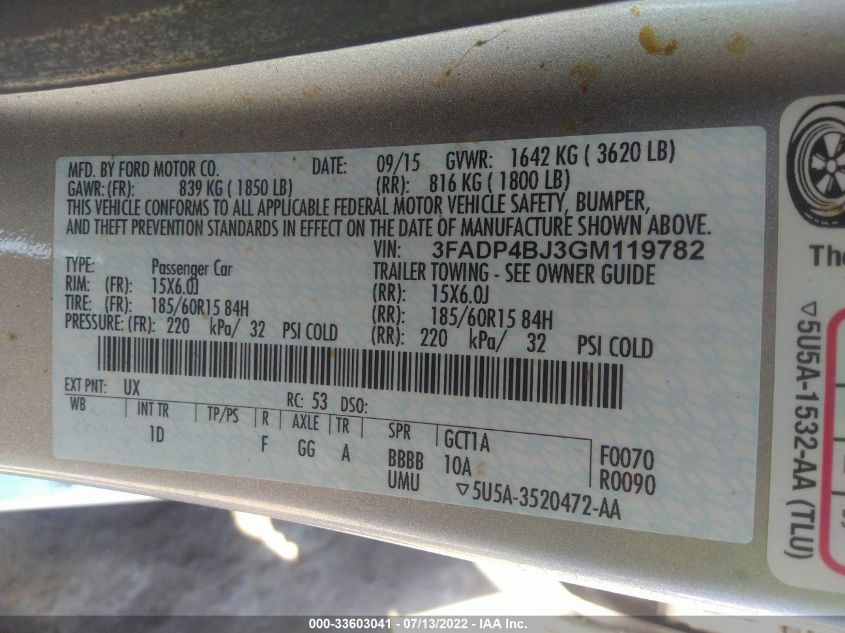 MFD. BY FORD MOTOR CO. DATE: 09/15 GVWR: 1642 KG ( 3620 LB)
GAWR: (FR): 839 KG ( 1850 LB) (RR): 816 KG ( 1800 LB)
THIS VEHICLE CONFORMS TO ALL APPLICABLE FEDERAL MOTOR VEHICLE SAFETY, BUMPER,
AND THEFT PREVENTION STANDARDS IN EFFECT ON THE DATE OF MANUFACTURE SHOWN ABOVE.
VIN: 3FADP4BJ3GM119782
TYPE: Passenger Car TRAILER TOWING - SEE OWNER GUIDE
RIM: (FR): 15X6.0J (RR): 15X6.0J
TIRE: (FR): 185/60R15 84H (RR): 185/60R15 84H
PRESSURE: (FR): 220 kPa/ 32 PSI COLD (RR): 220 kPa/ 32 PSI COLD
EXT PNT: UX RC: 53 DSO:
WB INT TR TP/PS R AXLE TR SPR GCT1A F0070
1D F GG A BBBB 10A R0090
UMU ▽5U5A-3520472-AA
The
▽5U5A-1532-AA (TLU)
000-33603041 - 07/13/2022 - IAA Inc.